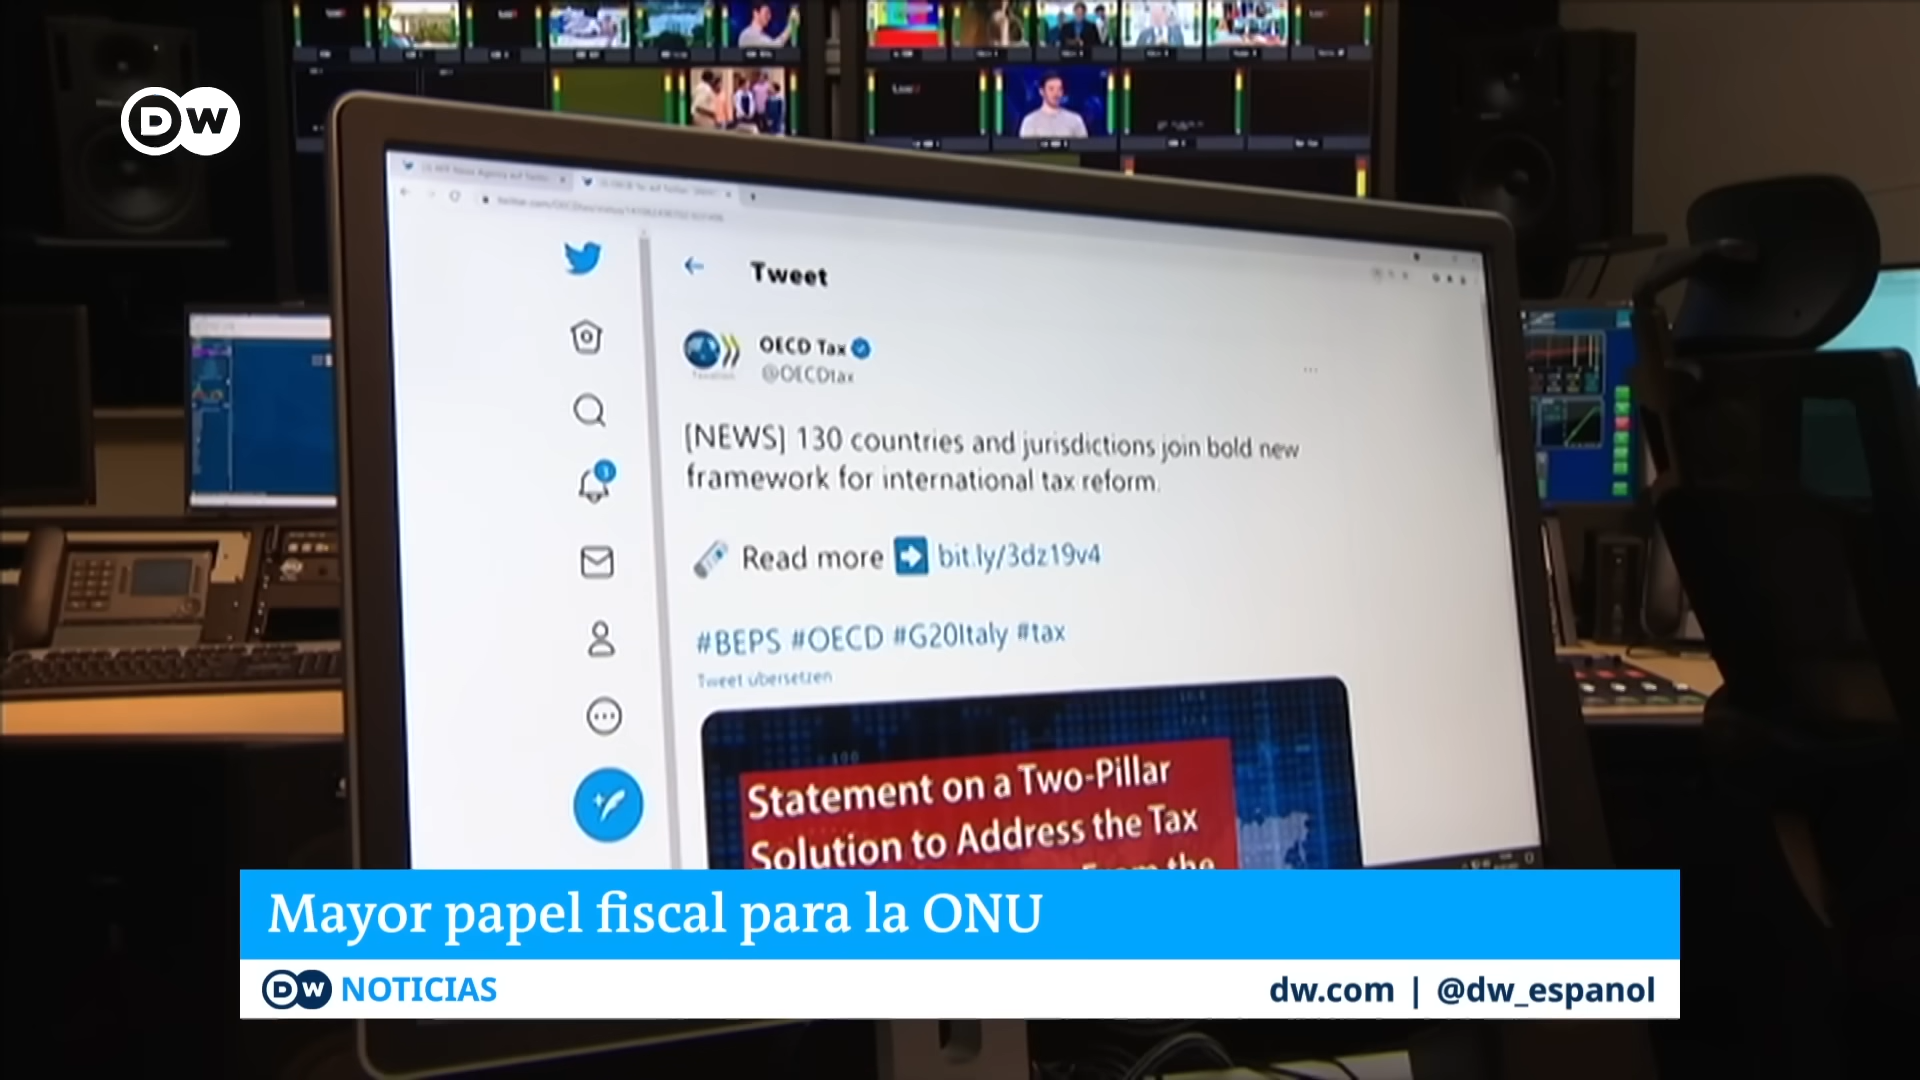 DW
Tweet
OECD Tax
@OECDtax
[NEWS] 130 countries and jurisdictions join bold new
framework for international tax reform.
Read more ➡ bit.ly/3dz19v4
#BEPS #OECD #G20Italy #tax
Tweet übersetzen
Statement on a Two-Pillar
Solution to Address the Tax
From the
Mayor papel fiscal para la ONU
DW NOTICIAS
dw.com | @dw_espanol